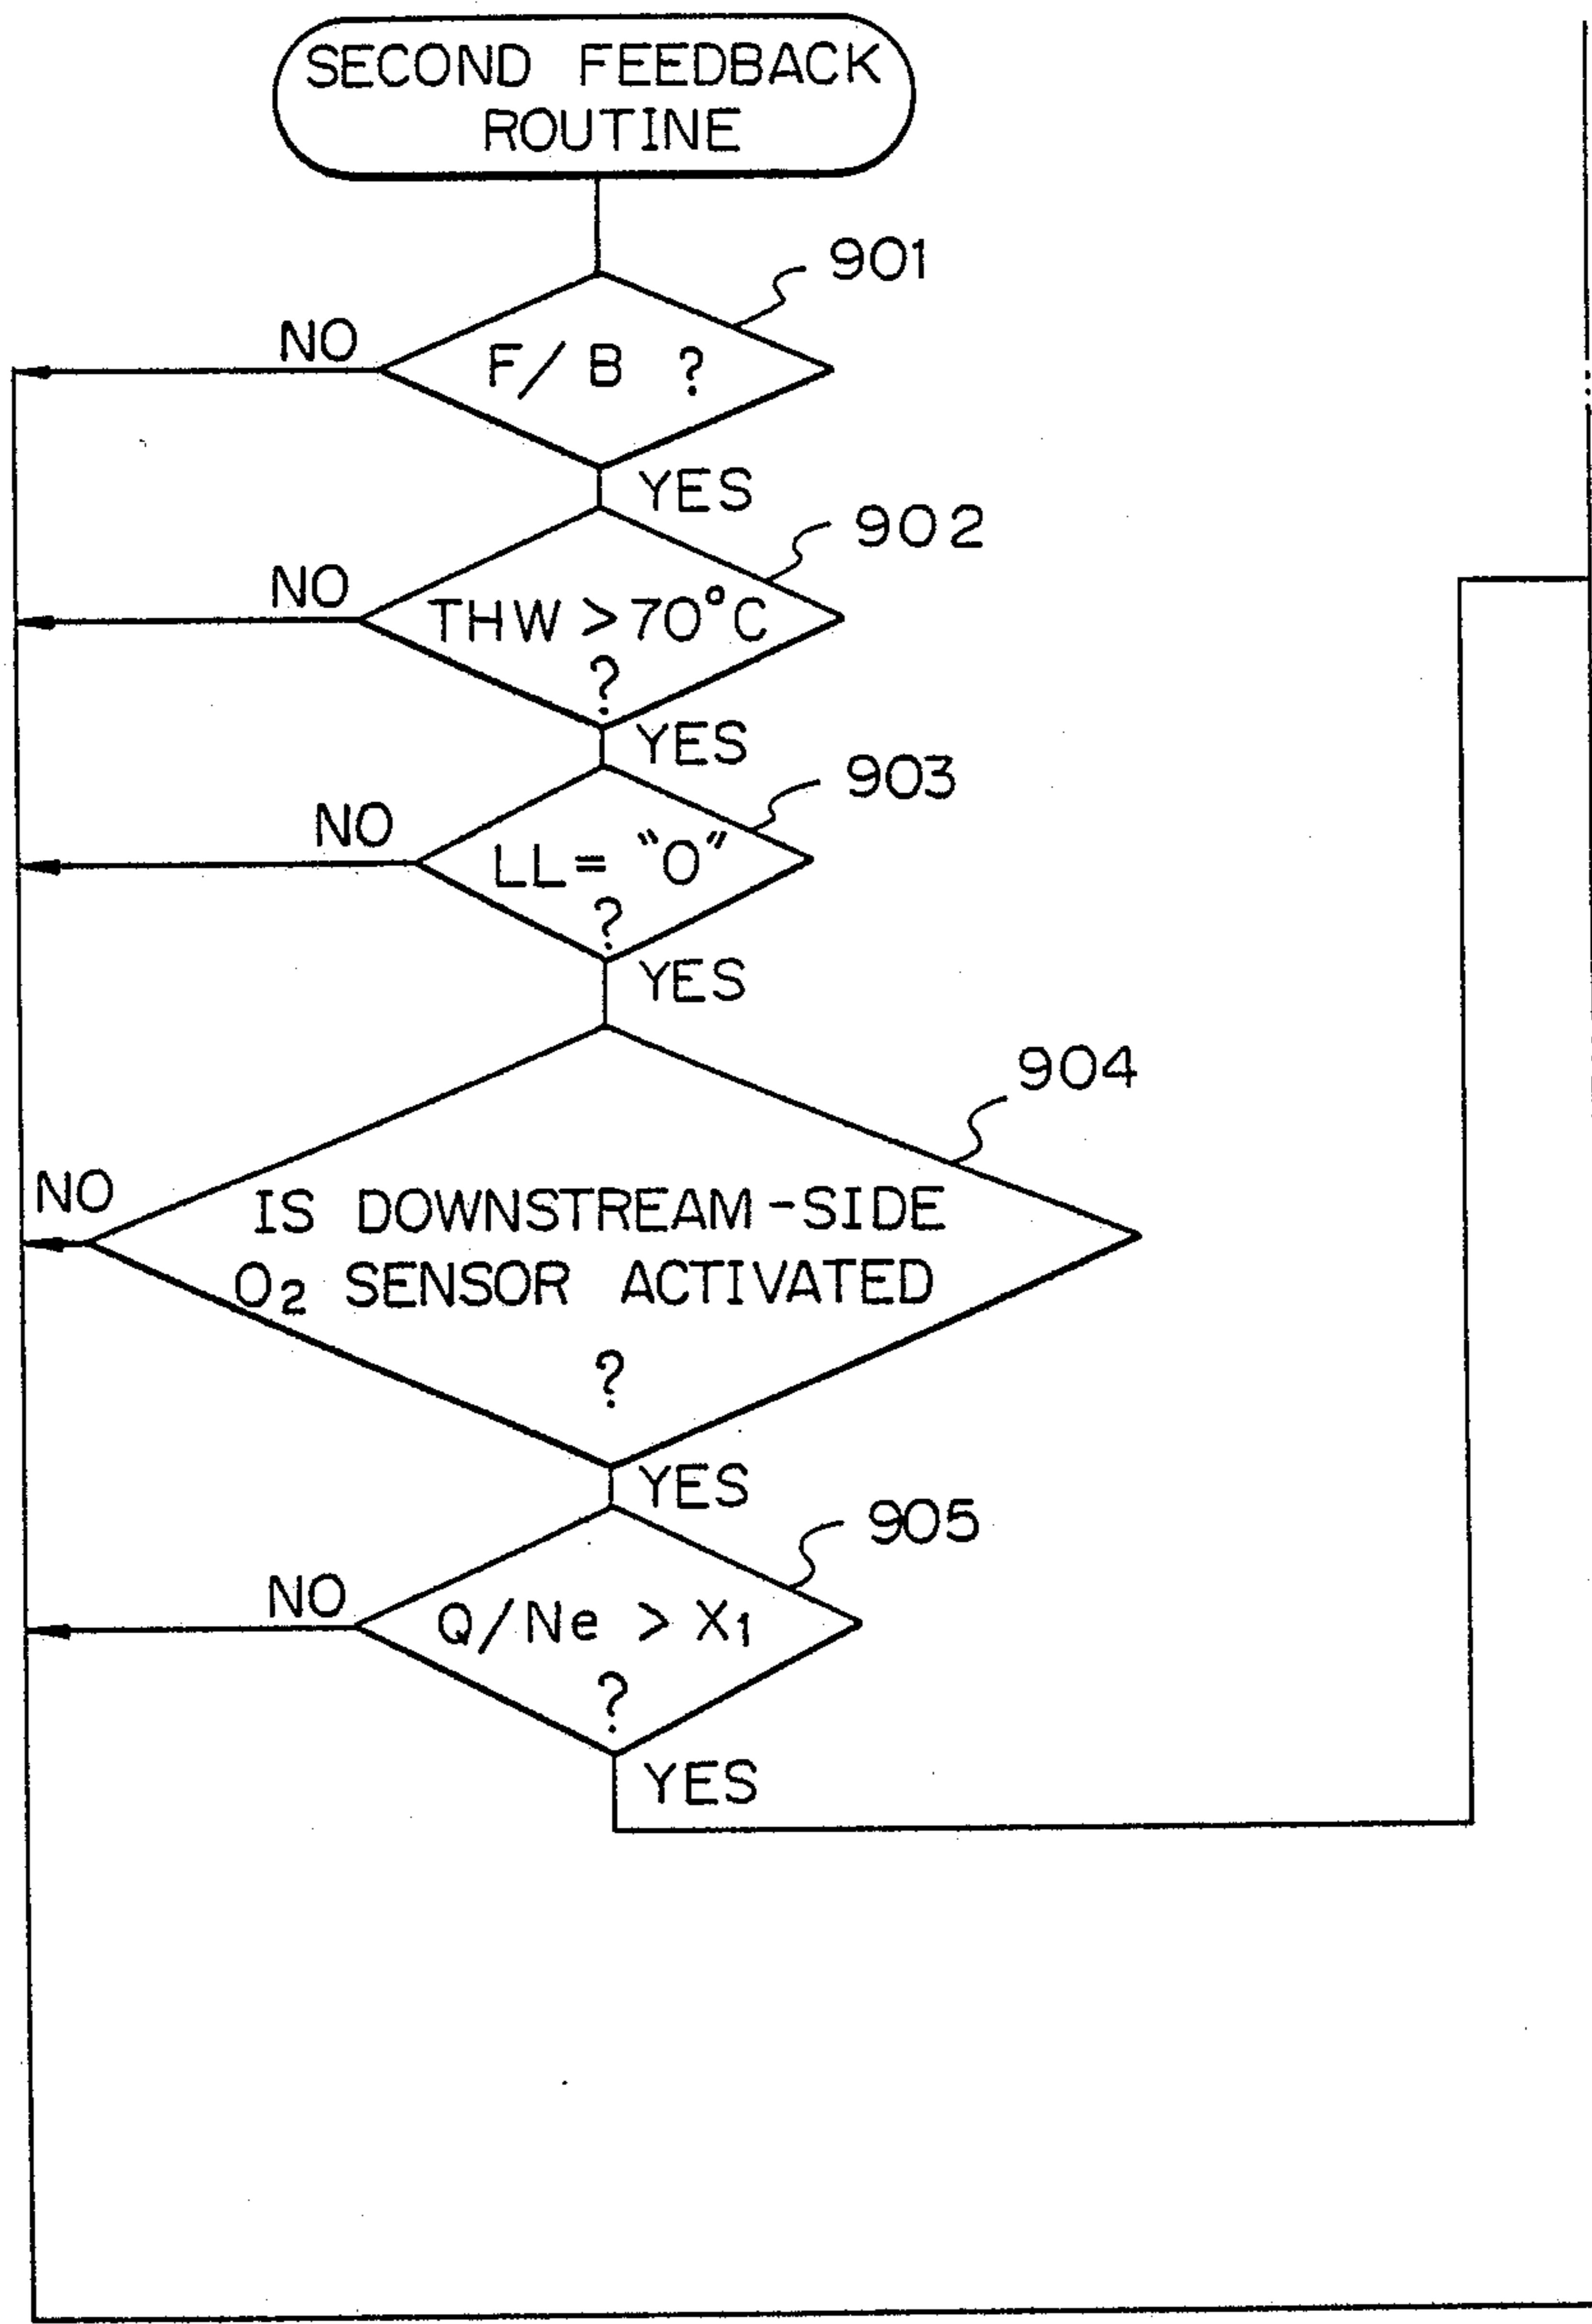 SECOND FEEDBACK
ROUTINE
901
NO
F/B ?
YES
902
NO
THW > 70°C
?
YES
903
NO
LL = "0"
?
YES
904
NO
IS DOWNSTREAM-SIDE
O₂ SENSOR ACTIVATED
?
YES
905
NO
Q/Ne > X₁
?
YES